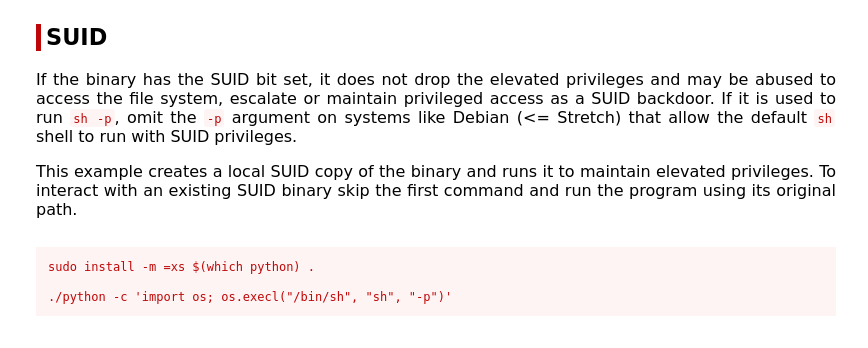 SUID
If the binary has the SUID bit set, it does not drop the elevated privileges and may be abused to
access the file system, escalate or maintain privileged access as a SUID backdoor. If it is used to
run sh -p, omit the -p argument on systems like Debian (<= Stretch) that allow the default sh
shell to run with SUID privileges.
This example creates a local SUID copy of the binary and runs it to maintain elevated privileges. To
interact with an existing SUID binary skip the first command and run the program using its original
path.
sudo install -m =xs $(which python) .
./python -c 'import os; os.execl("/bin/sh", "sh", "-p")'